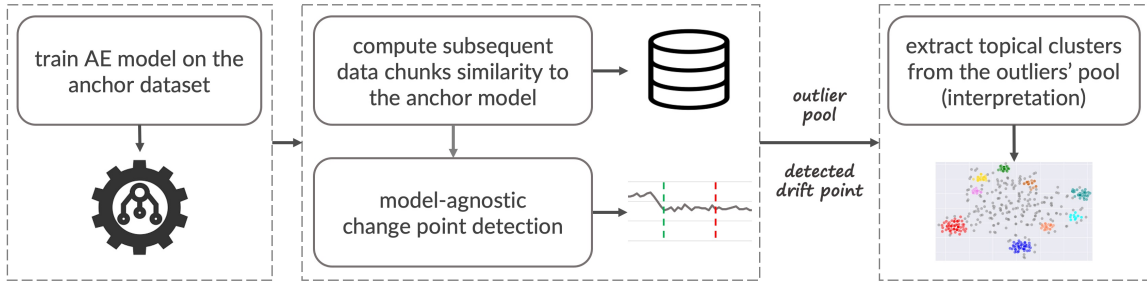 train AE model on the
anchor dataset
compute subsequent
data chunks similarity to
the anchor model
model-agnostic
change point detection
outlier
pool
detected
drift point
extract topical clusters
from the outliers' pool
(interpretation)